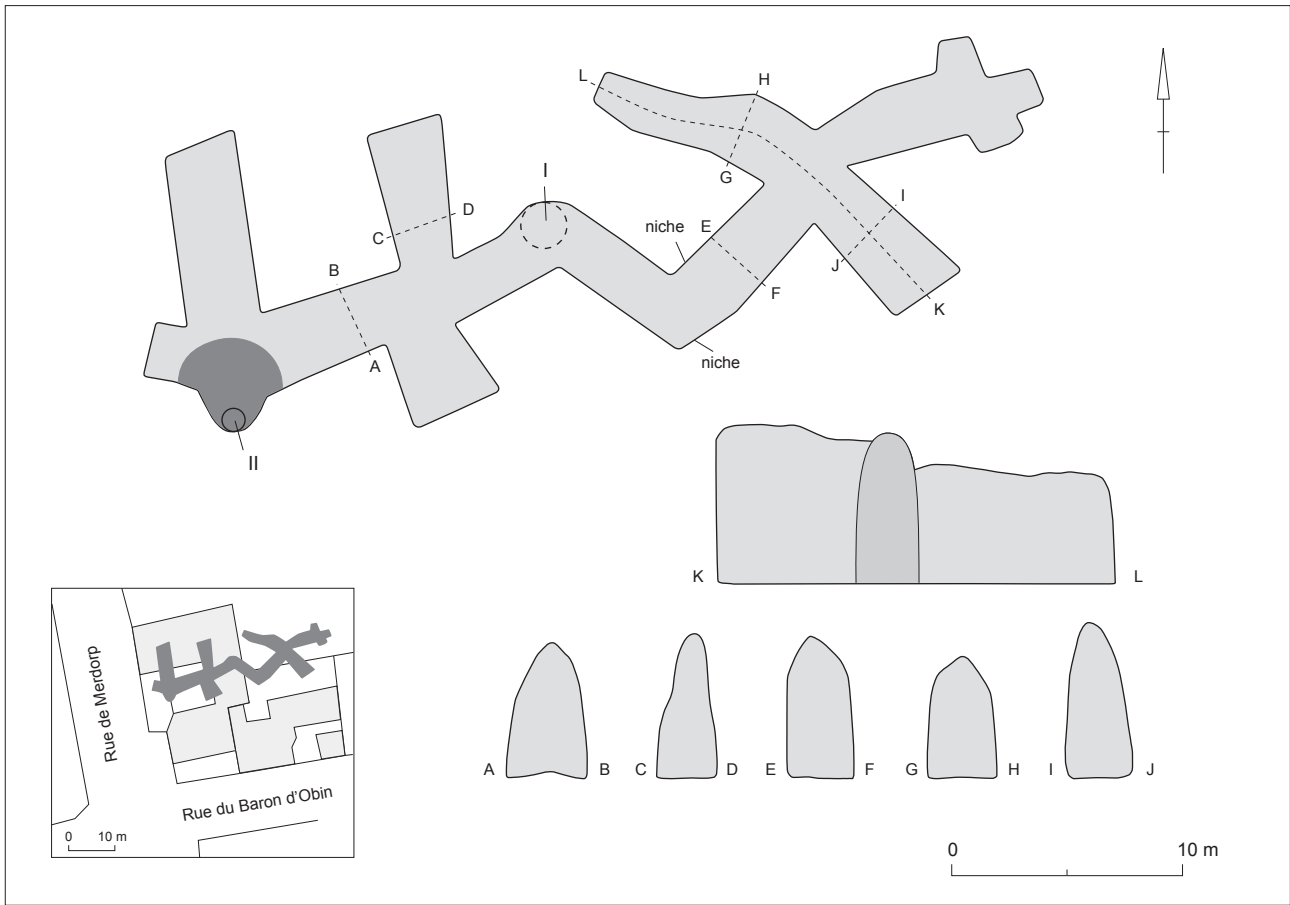 L
H
I
G
I
D
C
niche
E
B
J
F
K
A
niche
II
K
L
Rue de Merdorp
Rue du Baron d'Obin
0 10 m
A B C D E F G H I J
0 10 m